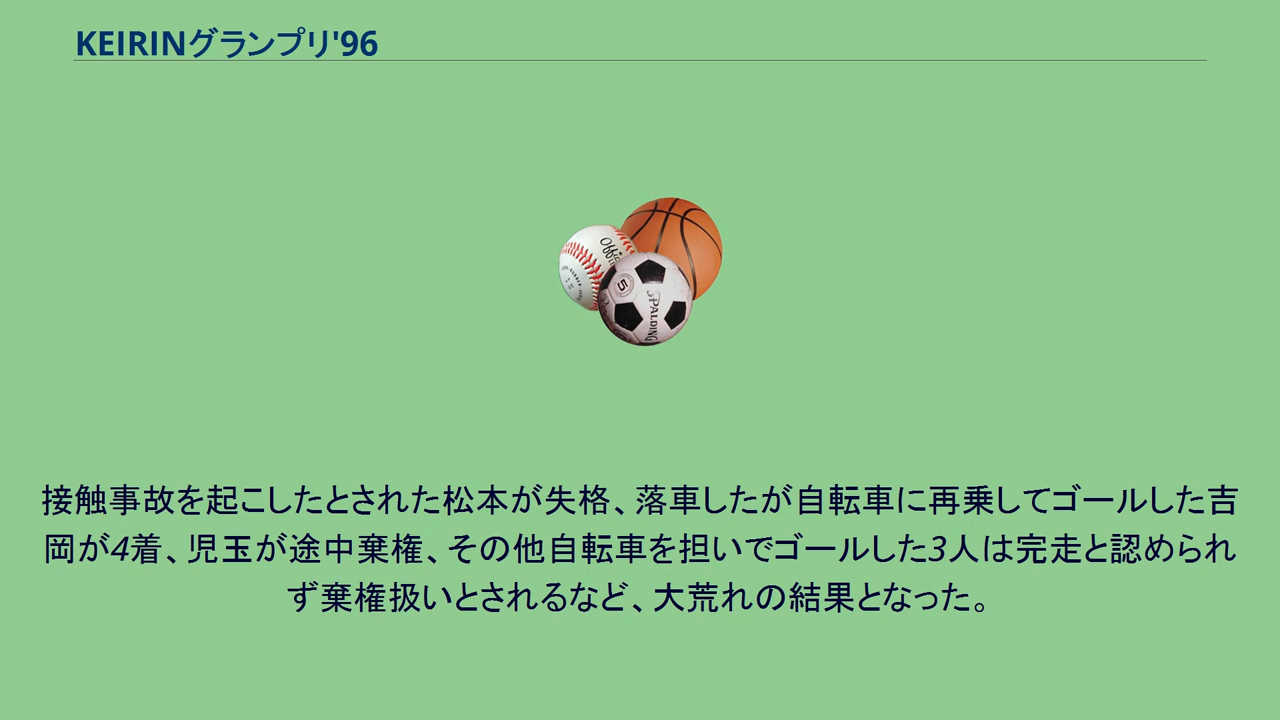 KEIRINグランプリ'96
Offic
5
SPALDING
接触事故を起こしたとされた松本が失格、落車したが自転車に再乗してゴールした吉
岡が4着、児玉が途中棄権、その他自転車を担いでゴールした3人は完走と認められ
ず棄権扱いとされるなど、大荒れの結果となった。